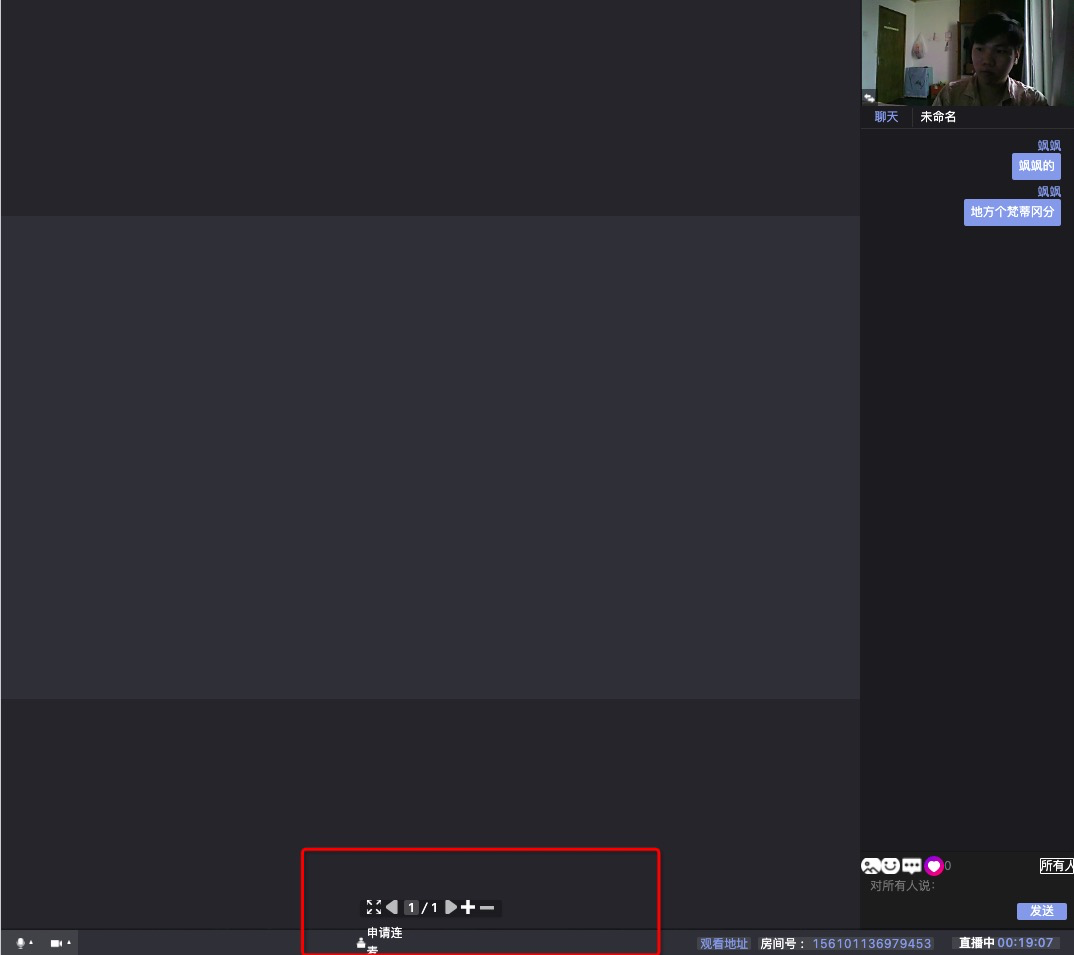 聊天 未命名
飒飒
飒飒的
飒飒
地方个梵蒂冈分
0 所有人
对所有人说:
发送
1 / 1
申请连
麦
观看地址 房间号： 156101136979453 直播中 00:19:07